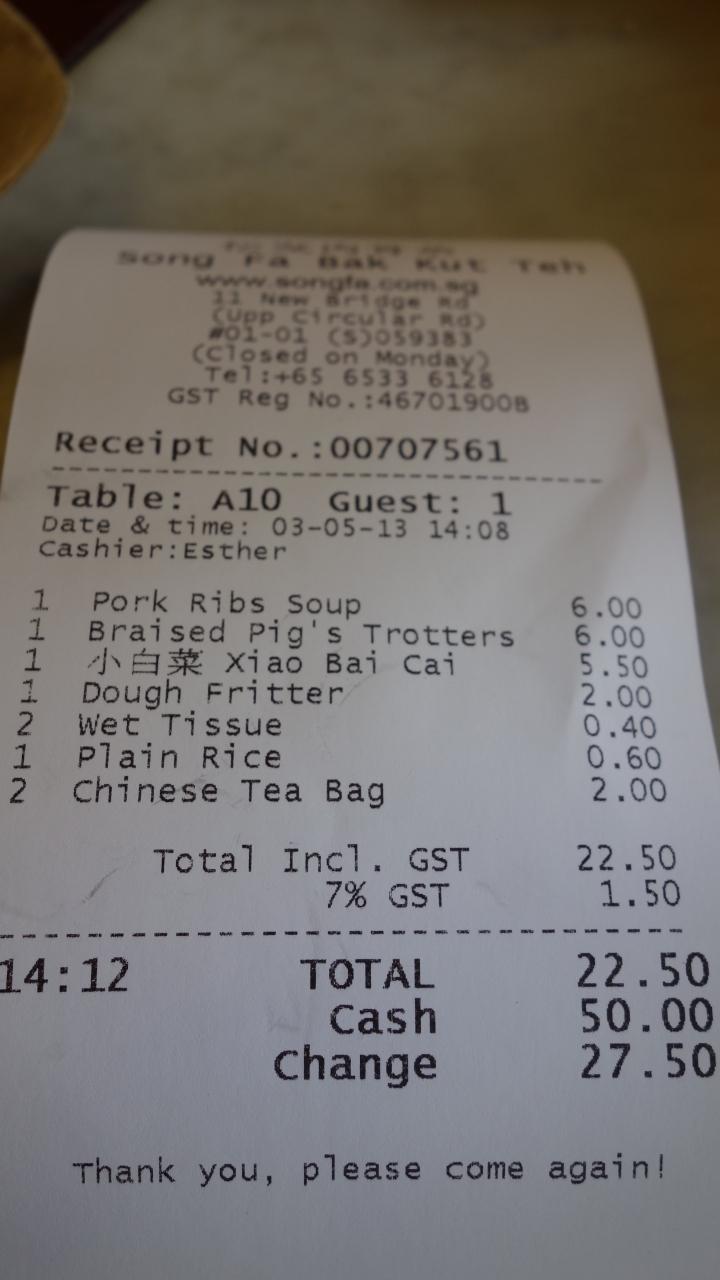 Song Fa Bak Kut Teh
www.songfa.com.sg
11 New Bridge Rd
(Upp Circular Rd)
#01-01 (S)059383
(Closed on Monday)
Tel:+65 6533 6128
GST Reg No.:467019008
Receipt No.:00707561
Table: A10 Guest: 1
Date & time: 03-05-13 14:08
Cashier:Esther
1 Pork Ribs Soup 6.00
1 Braised Pig's Trotters 6.00
1 小白菜 Xiao Bai Cai 5.50
1 Dough Fritter 2.00
2 Wet Tissue 0.40
1 Plain Rice 0.60
2 Chinese Tea Bag 2.00
Total Incl. GST 22.50
7% GST 1.50
14:12 TOTAL 22.50
Cash 50.00
Change 27.50
Thank you, please come again!